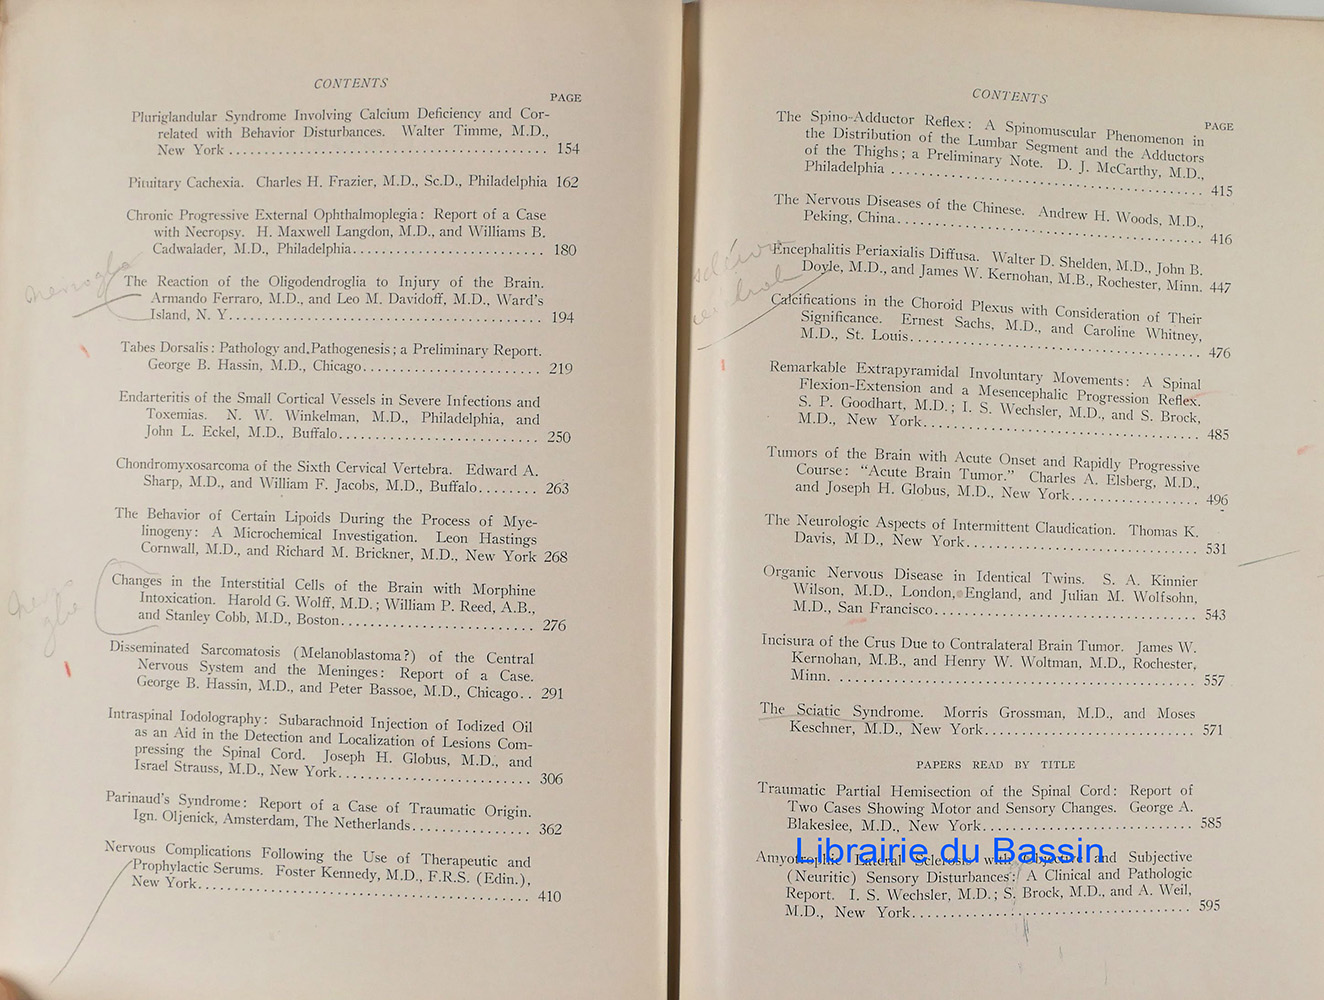 CONTENTS
PAGE
Pluriglandular Syndrome Involving Calcium Deficiency and Cor-
related with Behavior Disturbances. Walter Timme, M.D.,
New York ........................................ 154
Pituitary Cachexia. Charles H. Frazier, M.D., Sc.D., Philadelphia 162
Chronic Progressive External Ophthalmoplegia: Report of a Case
with Necropsy. H. Maxwell Langdon, M.D., and Williams B.
Cadwalader, M.D., Philadelphia........................ 180
The Reaction of the Oligodendroglia to Injury of the Brain.
Armando Ferraro, M.D., and Leo M. Davidoff, M.D., Ward's
Island, N. Y........................................ 194
Tabes Dorsalis: Pathology and Pathogenesis; a Preliminary Report.
George B. Hassin, M.D., Chicago....................... 219
Endarteritis of the Small Cortical Vessels in Severe Infections and
Toxemias. N. W. Winkelman, M.D., Philadelphia, and
John L. Eckel, M.D., Buffalo......................... 250
Chondromyxosarcoma of the Sixth Cervical Vertebra. Edward A.
Sharp, M.D., and William F. Jacobs, M.D., Buffalo........ 263
The Behavior of Certain Lipoids During the Process of Mye-
linogeny: A Microchemical Investigation. Leon Hastings
Cornwall, M.D., and Richard M. Brickner, M.D., New York 268
Changes in the Interstitial Cells of the Brain with Morphine
Intoxication. Harold G. Wolff, M.D.; William P. Reed, A.B.,
and Stanley Cobb, M.D., Boston........................ 276
Disseminated Sarcomatosis (Melanoblastoma?) of the Central
Nervous System and the Meninges: Report of a Case.
George B. Hassin, M.D., and Peter Bassoe, M.D., Chicago.. 291
Intraspinal Iodolography: Subarachnoid Injection of Iodized Oil
as an Aid in the Detection and Localization of Lesions Com-
pressing the Spinal Cord. Joseph H. Globus, M.D., and
Israel Strauss, M.D., New York........................ 306
Parinaud's Syndrome: Report of a Case of Traumatic Origin.
Ign. Oljenick, Amsterdam, The Netherlands............... 362
Nervous Complications Following the Use of Therapeutic and
Prophylactic Serums. Foster Kennedy, M.D., F.R.S. (Edin.),
New York.......................................... 410
CONTENTS
PAGE
The Spino-Adductor Reflex: A Spinomuscular Phenomenon in
the Distribution of the Lumbar Segment and the Adductors
of the Thighs; a Preliminary Note. D. J. McCarthy, M.D.,
Philadelphia ....................................... 415
The Nervous Diseases of the Chinese. Andrew H. Woods, M.D.,
Peking, China....................................... 416
Encephalitis Periaxialis Diffusa. Walter D. Shelden, M.D., John B.
Doyle, M.D., and James W. Kernohan, M.B., Rochester, Minn. 447
Calcifications in the Choroid Plexus with Consideration of Their
Significance. Ernest Sachs, M.D., and Caroline Whitney,
M.D., St. Louis..................................... 476
Remarkable Extrapyramidal Involuntary Movements: A Spinal
Flexion-Extension and a Mesencephalic Progression Reflex.
S. P. Goodhart, M.D.; I. S. Wechsler, M.D., and S. Brock,
M.D., New York..................................... 485
Tumors of the Brain with Acute Onset and Rapidly Progressive
Course: "Acute Brain Tumor." Charles A. Elsberg, M.D.,
and Joseph H. Globus, M.D., New York................. 496
The Neurologic Aspects of Intermittent Claudication. Thomas K.
Davis, M D., New York.............................. 531
Organic Nervous Disease in Identical Twins. S. A. Kinnier
Wilson, M.D., London, England, and Julian M. Wolfsohn,
M.D., San Francisco................................. 543
Incisura of the Crus Due to Contralateral Brain Tumor. James W.
Kernohan, M.B., and Henry W. Woltman, M.D., Rochester,
Minn. ............................................. 557
The Sciatic Syndrome. Morris Grossman, M.D., and Moses
Keschner, M.D., New York........................... 571
PAPERS READ BY TITLE
Traumatic Partial Hemisection of the Spinal Cord: Report of
Two Cases Showing Motor and Sensory Changes. George A.
Blakeslee, M.D., New York........................... 585
Librairie du Bassin
Amyotrophic Lateral Sclerosis with Objective and Subjective
(Neuritic) Sensory Disturbances: A Clinical and Pathologic
Report. I. S. Wechsler, M.D.; S. Brock, M.D., and A. Weil,
M.D., New York..................................... 595